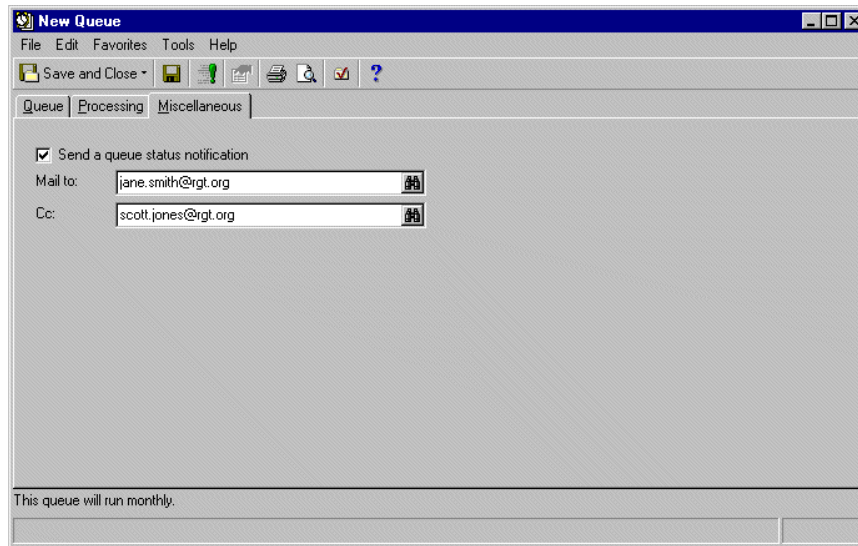 New Queue
File Edit Favorites Tools Help
Save and Close ?
Queue Processing Miscellaneous
Send a queue status notification
Mail to: jane.smith@rgt.org
Cc: scott.jones@rgt.org
This queue will run monthly.